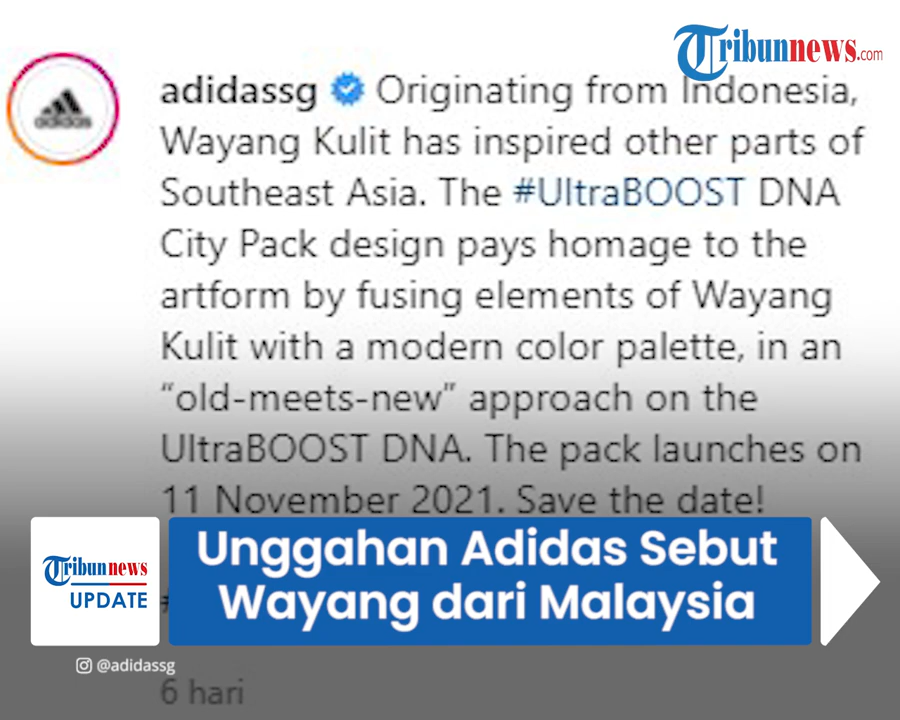 Tribunnews.com
adidas
adidassg Originating from Indonesia,
Wayang Kulit has inspired other parts of
Southeast Asia. The #UltraBOOST DNA
City Pack design pays homage to the
artform by fusing elements of Wayang
Kulit with a modern color palette, in an
“old-meets-new” approach on the
UltraBOOST DNA. The pack launches on
11 November 2021. Save the date!
Tribunnews
UPDATE
Unggahan Adidas Sebut
Wayang dari Malaysia
@adidassg
6 hari